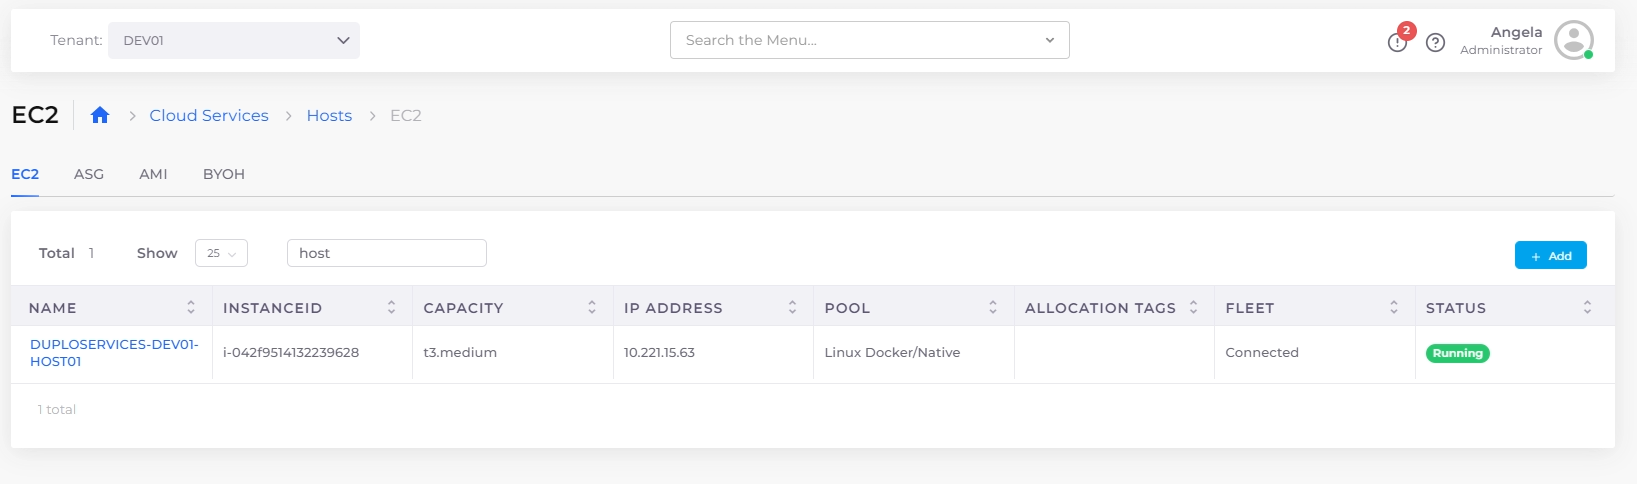 Tenant: DEV01 Search the Menu... 2 Angela
Administrator
EC2 Cloud Services Hosts EC2
EC2 ASG AMI BYOH
Total 1 Show 25 host + Add
NAME INSTANCEID CAPACITY IP ADDRESS POOL ALLOCATION TAGS FLEET STATUS
DUPLOSERVICES-DEV01-
HOST01 i-042f9514132239628 t3.medium 10.221.15.63 Linux Docker/Native Connected Running
1 total